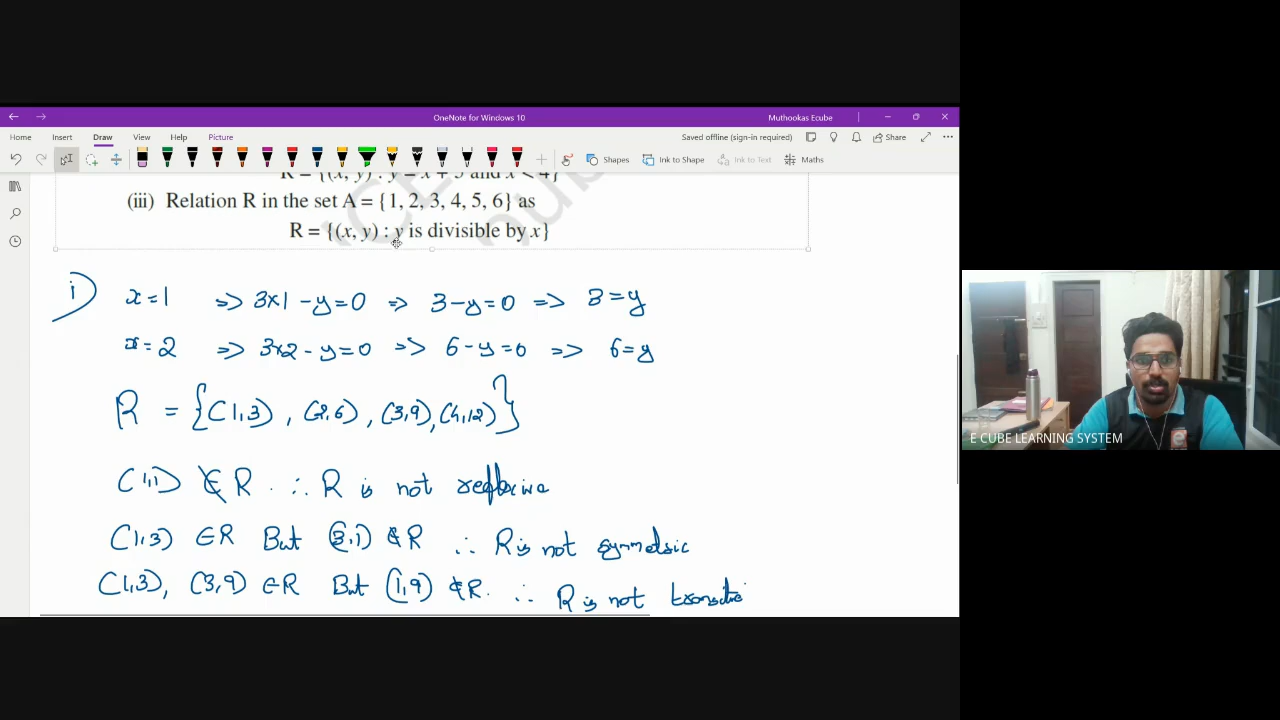 OneNote for Windows 10
Muthookas Ecube
Home Insert Draw View Help Picture
Saved offline (sign-in required)
Share
Shapes
Ink to Shape
Ink to Text
Maths
R = {(x, y) : y = x + 5 and x < 4}
(iii) Relation R in the set A = {1, 2, 3, 4, 5, 6} as
R = {(x, y) : y is divisible by x}
i) x = 1 => 3×1 - y = 0 => 3 - y = 0 => 3 = y
x = 2 => 3×2 - y = 0 => 6 - y = 0 => 6 = y
R = {(1,3), (2,6), (3,9), (4,12)}
(1,1) ∉ R. ∴ R is not reflexive
(1,3) ∈ R But (3,1) ∉ R ∴ R is not symmetric
(1,3), (3,9) ∈ R But (1,9) ∉ R. ∴ R is not
E CUBE LEARNING SYSTEM